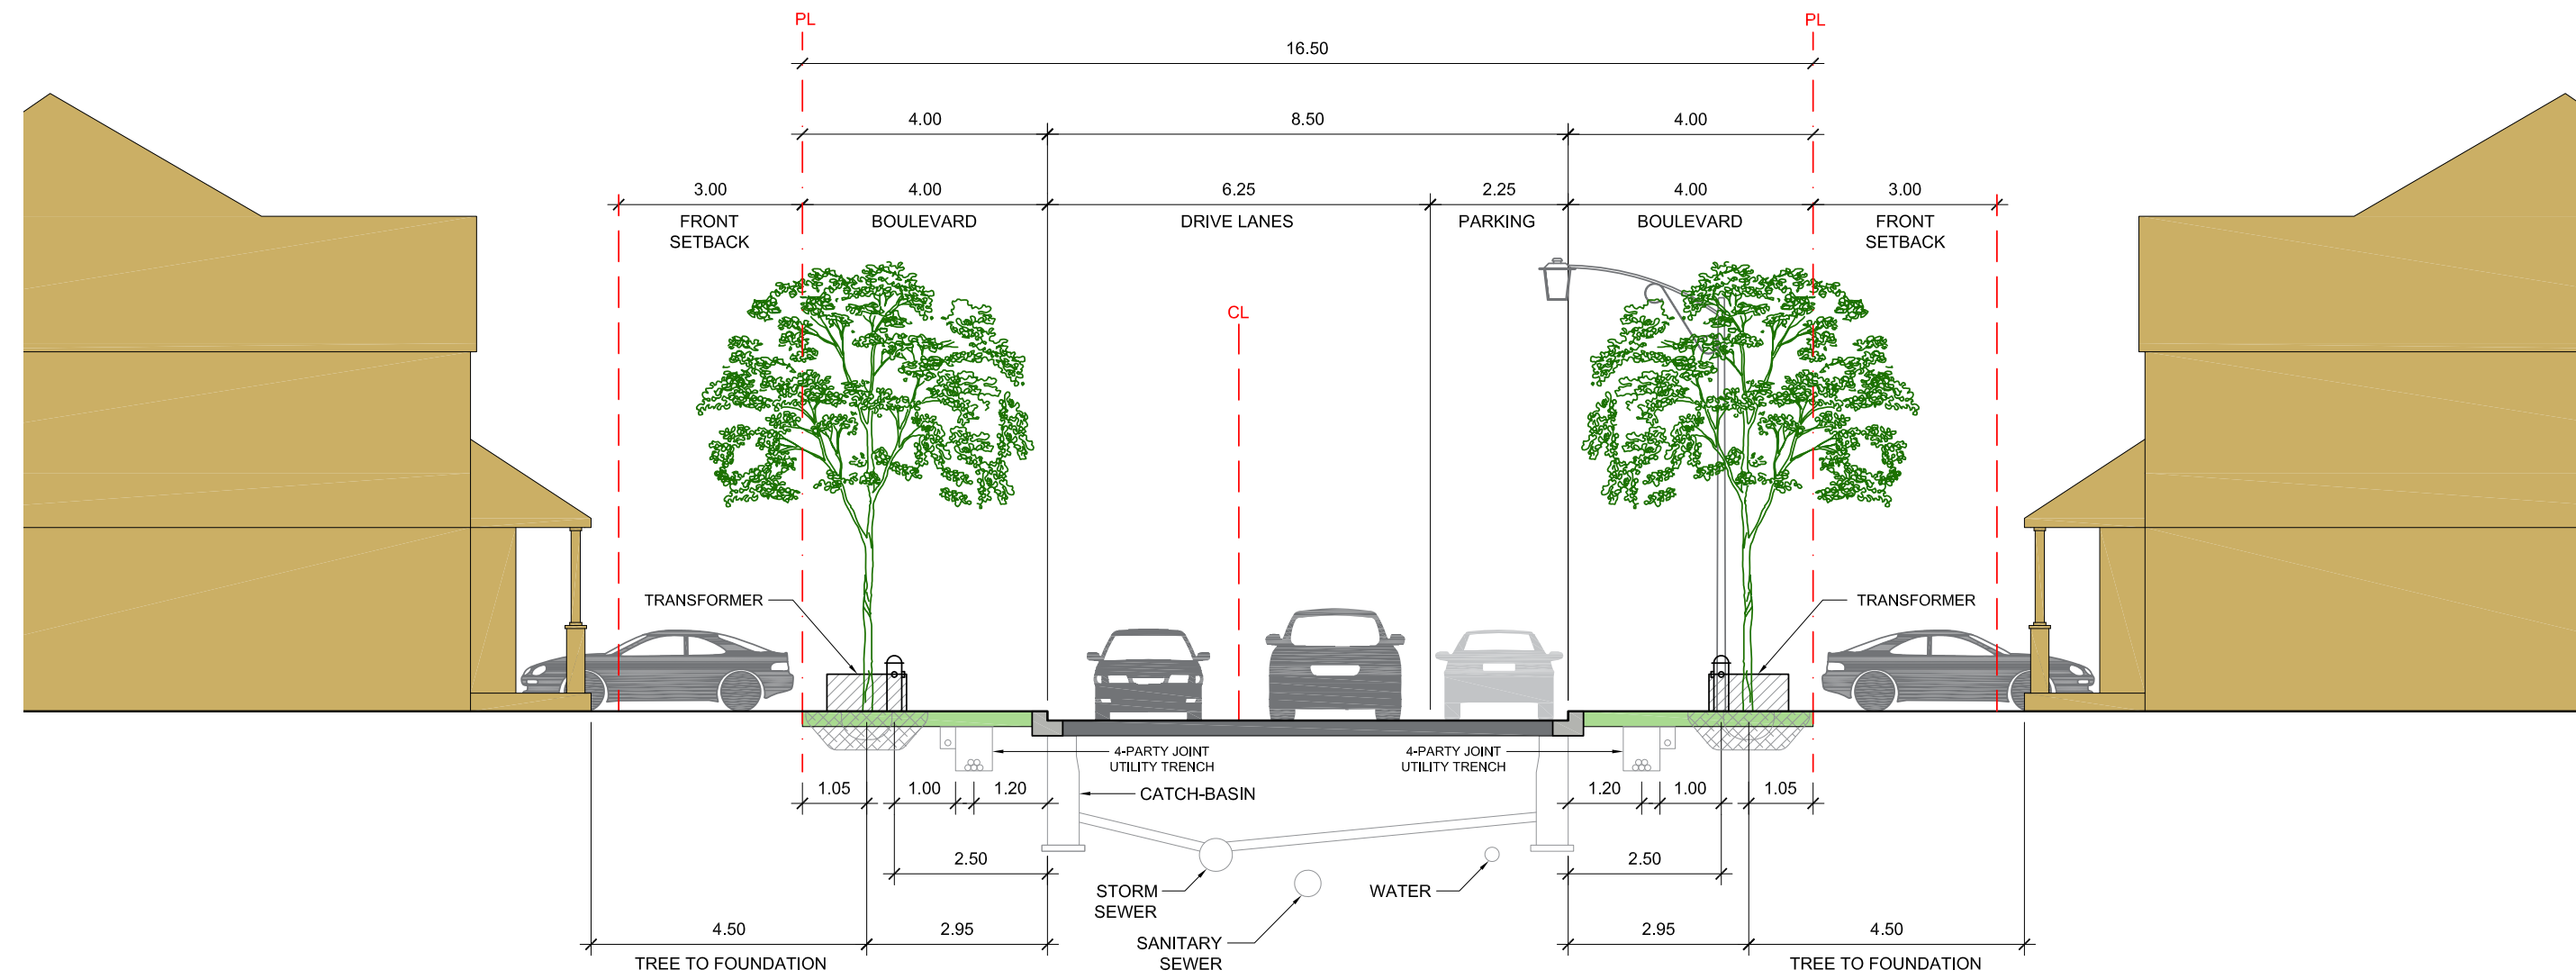 PL
PL
16.50
4.00
8.50
4.00
3.00
4.00
6.25
2.25
4.00
3.00
FRONT
SETBACK
BOULEVARD
DRIVE LANES
PARKING
BOULEVARD
FRONT
SETBACK
CL
TRANSFORMER
TRANSFORMER
4-PARTY JOINT
UTILITY TRENCH
4-PARTY JOINT
UTILITY TRENCH
1.05
1.00
1.20
CATCH-BASIN
1.20
1.00
1.05
2.50
2.50
STORM
SEWER
WATER
4.50
2.95
SANITARY
SEWER
2.95
4.50
TREE TO FOUNDATION
TREE TO FOUNDATION